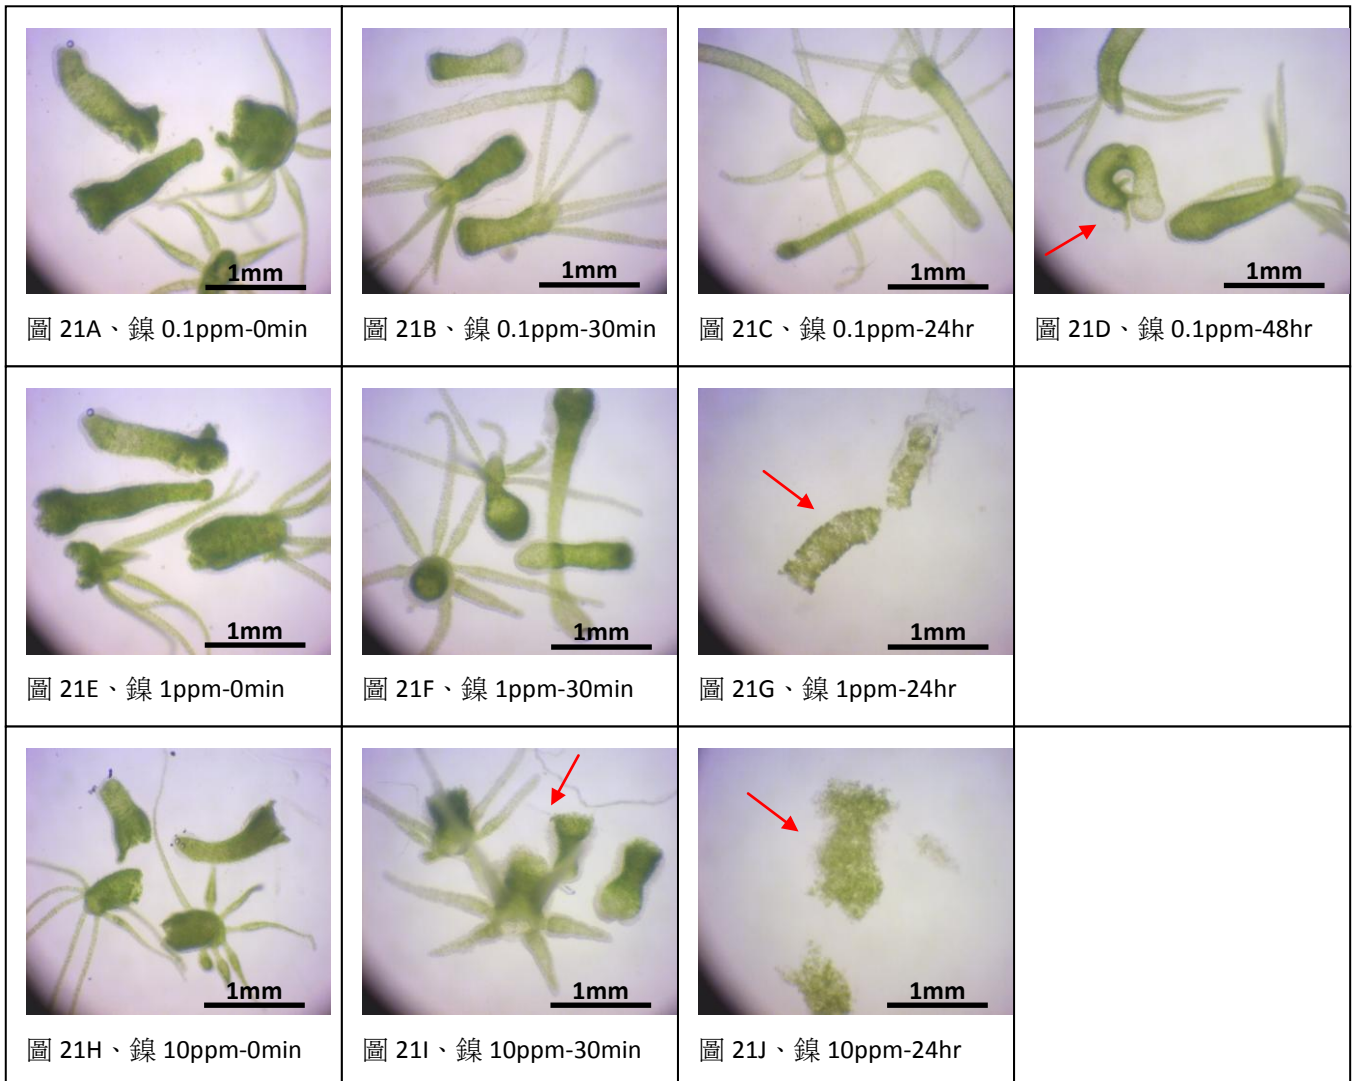 1mm
1mm
1mm
1mm
圖 21A、鎳 0.1ppm-0min
圖 21B、鎳 0.1ppm-30min
圖 21C、鎳 0.1ppm-24hr
圖 21D、鎳 0.1ppm-48hr
1mm
1mm
1mm
圖 21E、鎳 1ppm-0min
圖 21F、鎳 1ppm-30min
圖 21G、鎳 1ppm-24hr
1mm
1mm
1mm
圖 21H、鎳 10ppm-0min
圖 21I、鎳 10ppm-30min
圖 21J、鎳 10ppm-24hr